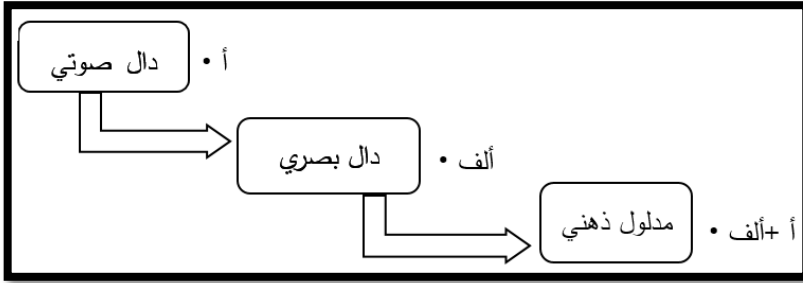 دال صوتي
• أ
دال بصري
• ألف
مدلول ذهني
• أ +ألف